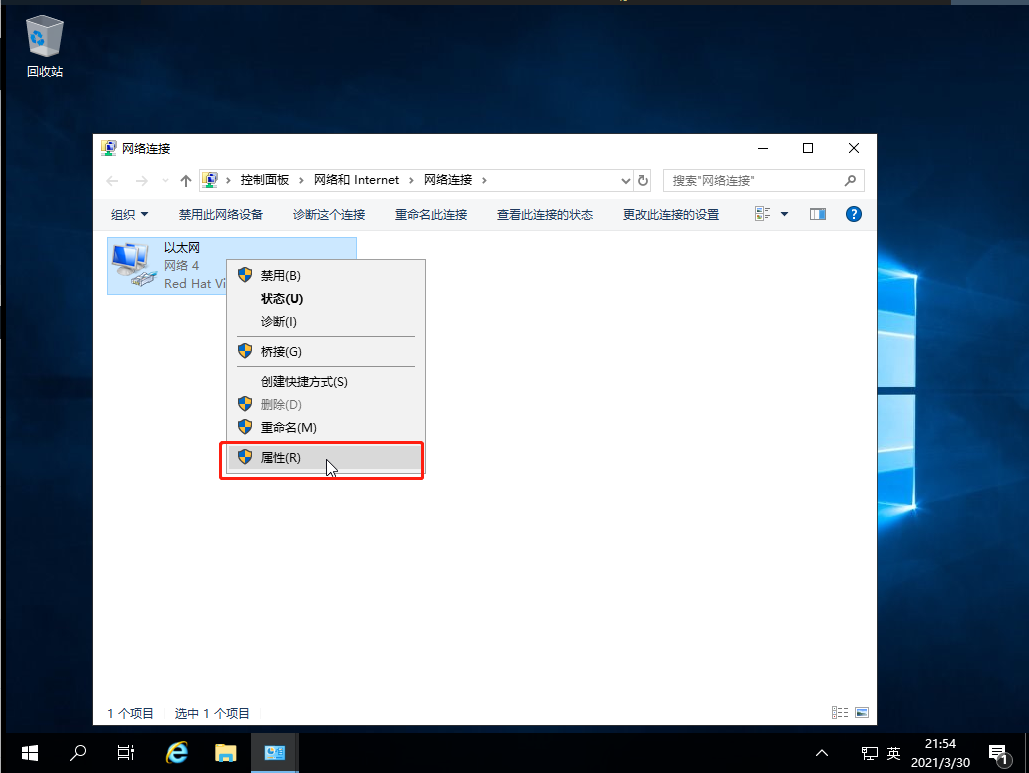 回收站
网络连接
控制面板 网络和 Internet 网络连接
搜索"网络连接"
组织 禁用此网络设备 诊断这个连接 重命名此连接 查看此连接的状态 更改此连接的设置
以太网
网络 4
Red Hat Vi
禁用(B)
状态(U)
诊断(I)
桥接(G)
创建快捷方式(S)
删除(D)
重命名(M)
属性(R)
1 个项目 选中 1 个项目
英
21:54
2021/3/30
1